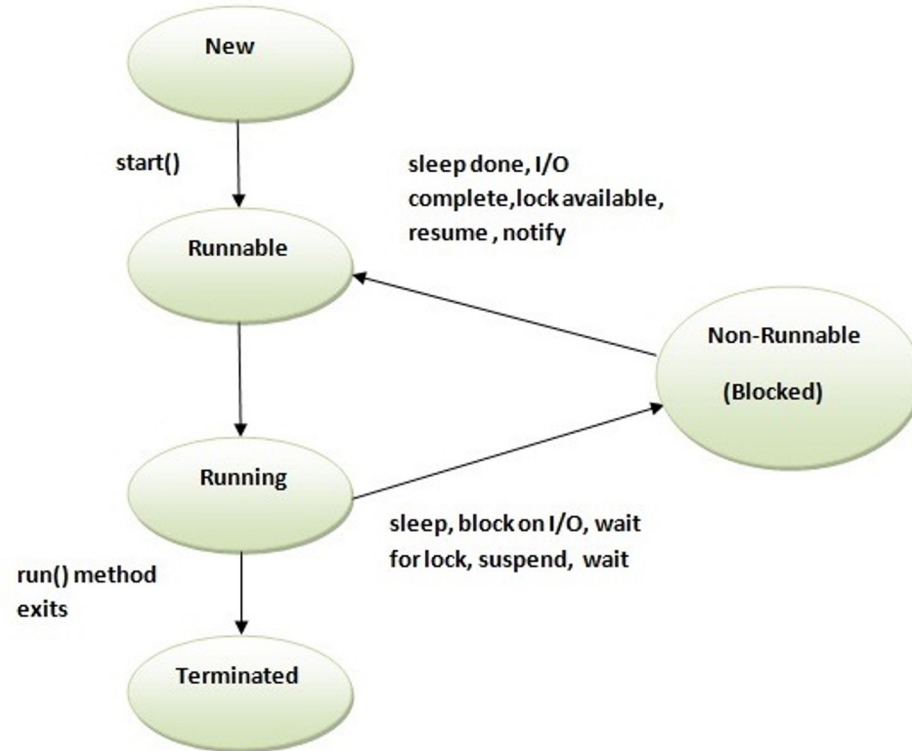 New
start()
sleep done, I/O
complete,lock available,
resume , notify
Runnable
Non-Runnable
(Blocked)
Running
sleep, block on I/O, wait
for lock, suspend, wait
run() method
exits
Terminated